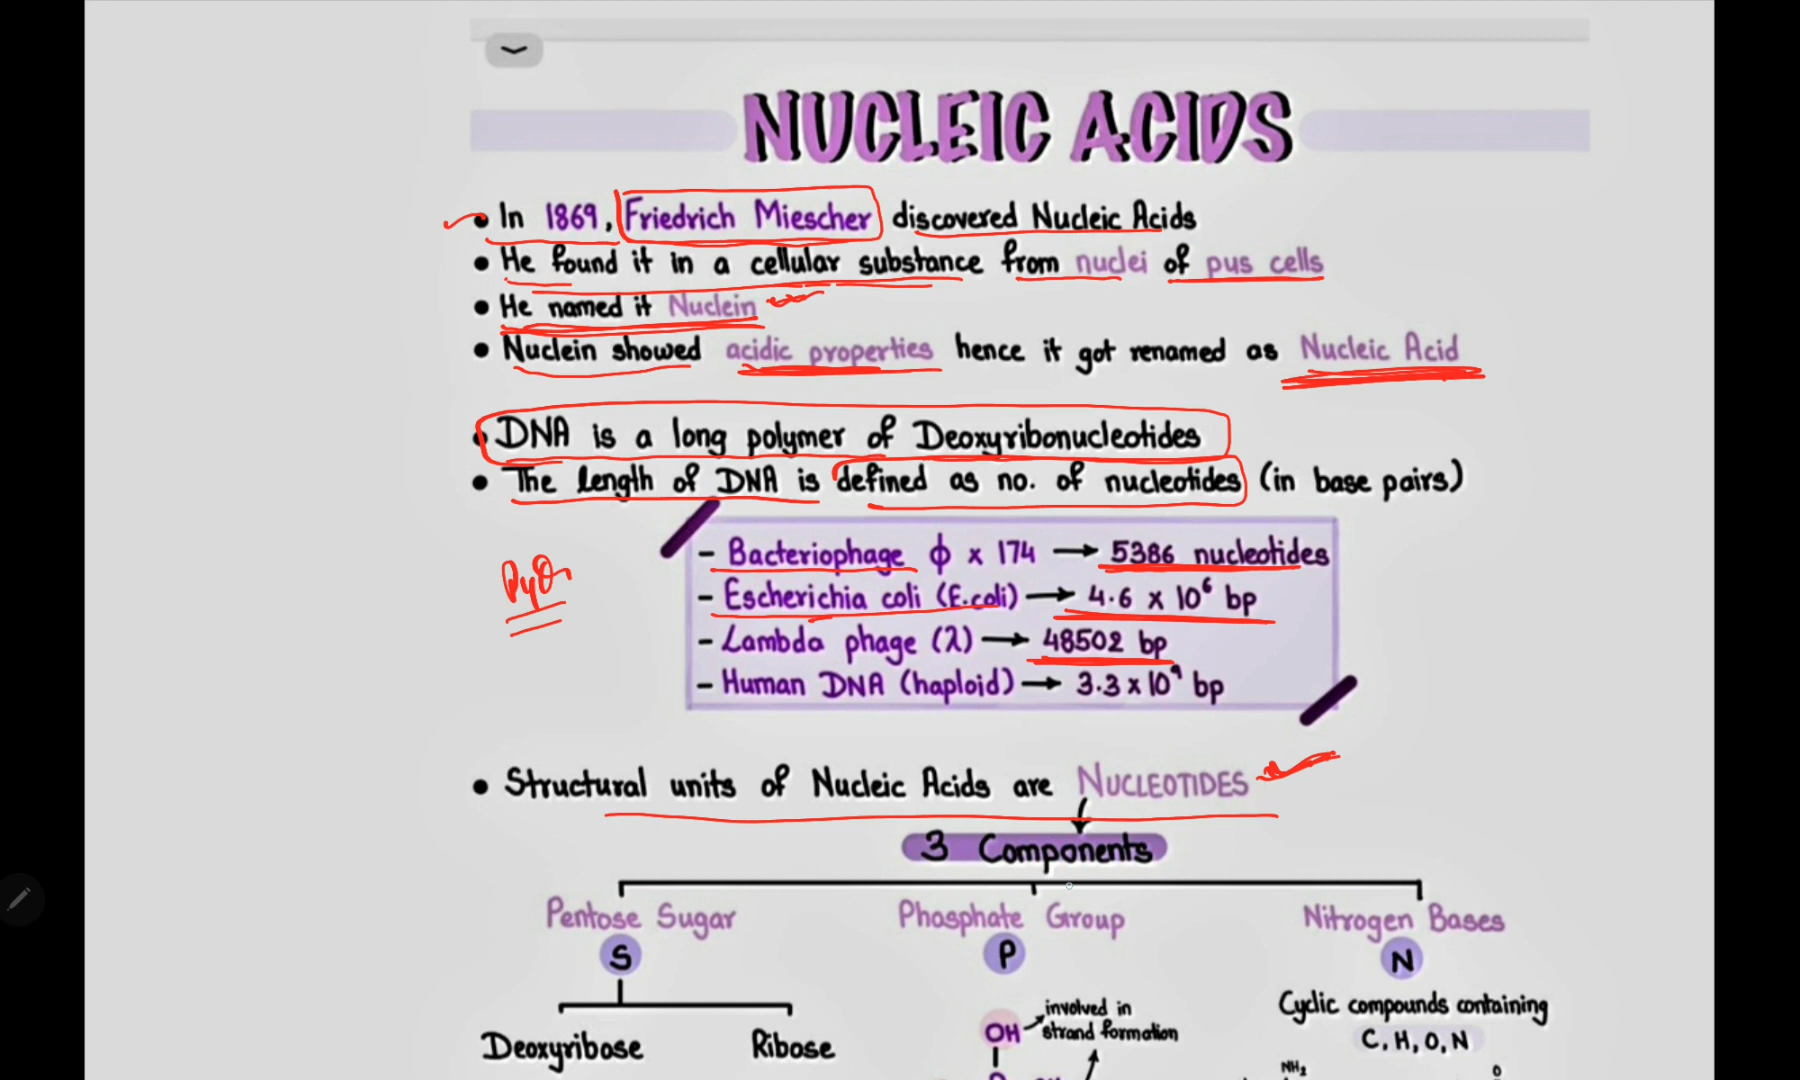 NUCLEIC ACIDS
• In 1869, Friedrich Miescher discovered Nucleic Acids
• He found it in a cellular substance from nuclei of pus cells
• He named it Nuclein
• Nuclein showed acidic properties hence it got renamed as Nucleic Acid
• DNA is a long polymer of Deoxyribonucleotides
• The length of DNA is defined as no. of nucleotides (in base pairs)
PyQ
- Bacteriophage ϕ x 174 → 5386 nucleotides
- Escherichia coli (E.coli) → 4.6 x 10⁶ bp
- Lambda phage (λ) → 48502 bp
- Human DNA (haploid) → 3.3 x 10⁹ bp
• Structural units of Nucleic Acids are NUCLEOTIDES
3 Components
Pentose Sugar Phosphate Group Nitrogen Bases
S P N
Deoxyribose Ribose
OH involved in
strand formation
Cyclic compounds containing
C, H, O, N
NH₂ O